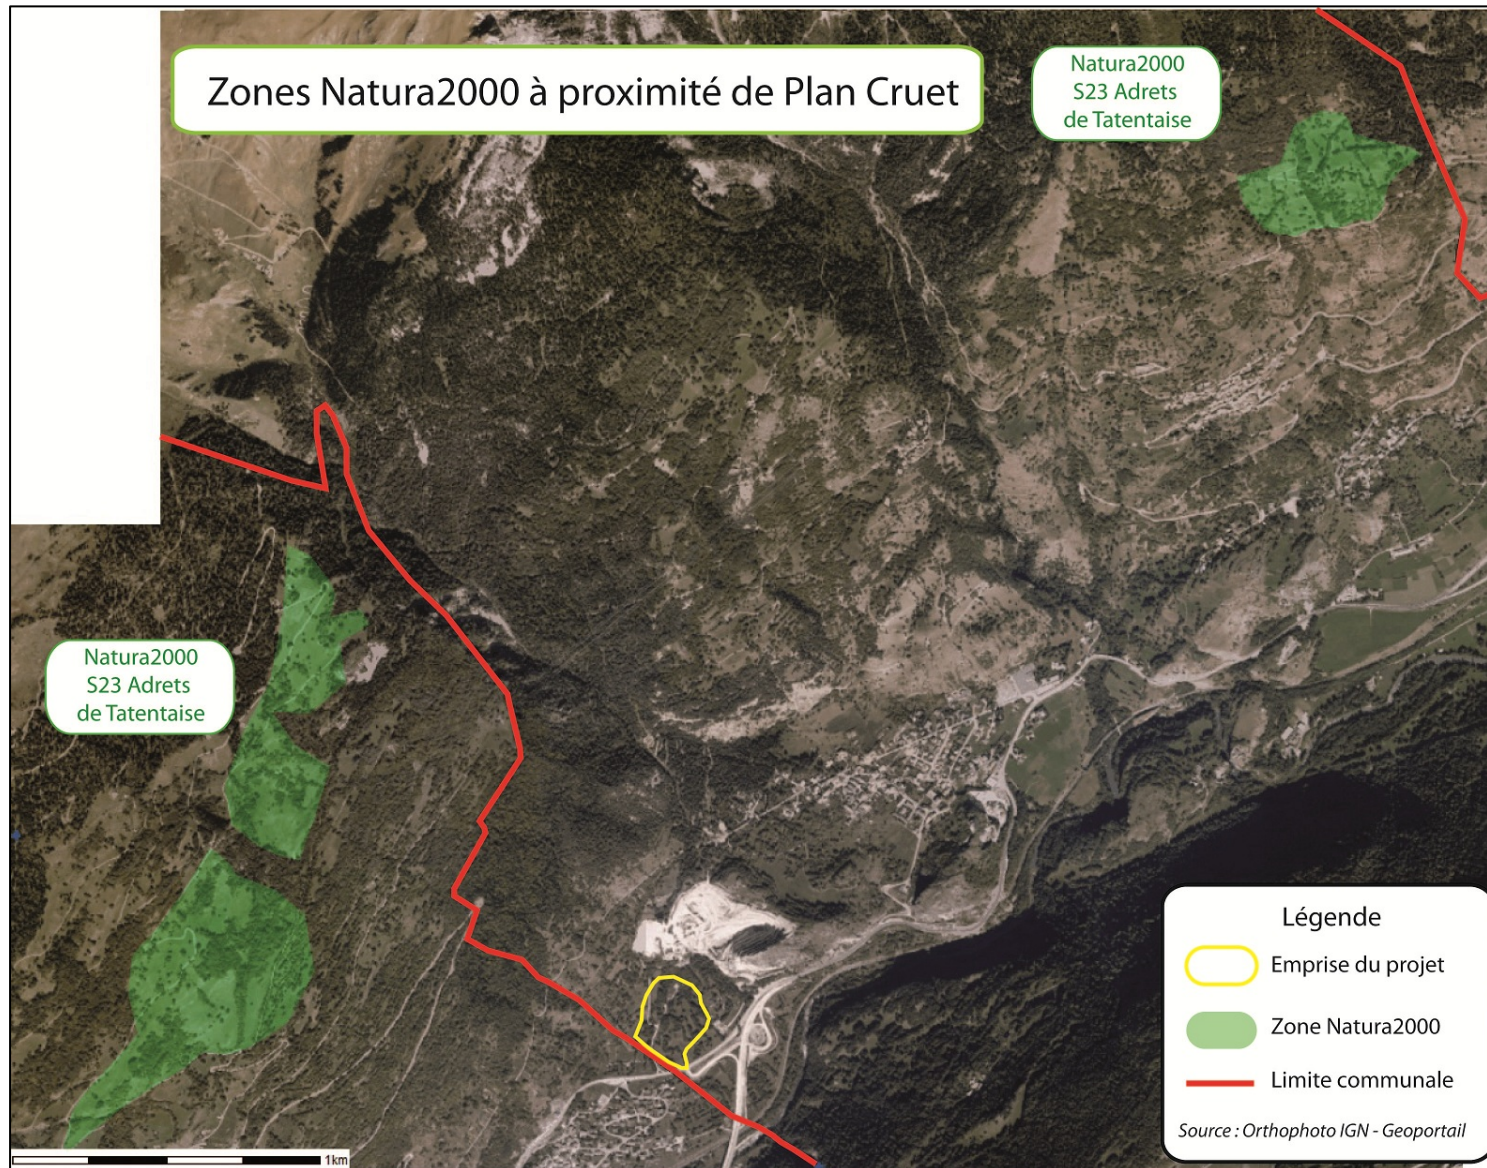 Zones Natura2000 à proximité de Plan Cruet
Natura2000
S23 Adrets
de Tatentaise
Natura2000
S23 Adrets
de Tatentaise
Légende
Emprise du projet
Zone Natura2000
Limite communale
Source : Orthophoto IGN - Geoportail
1km